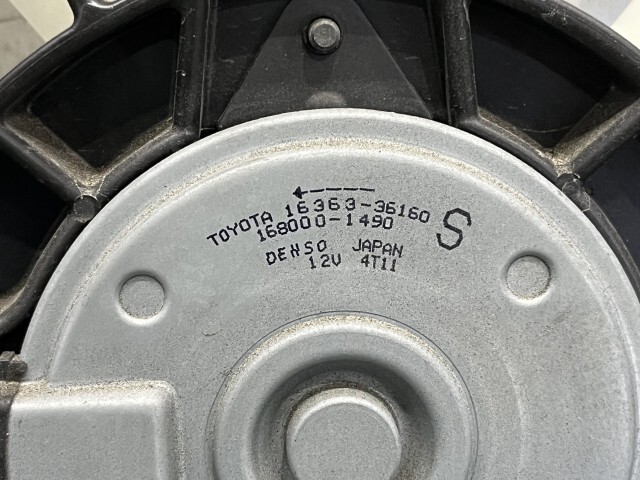 TOYOTA 16363-36160
168000-1490 S
DENSO JAPAN
12V 4T11